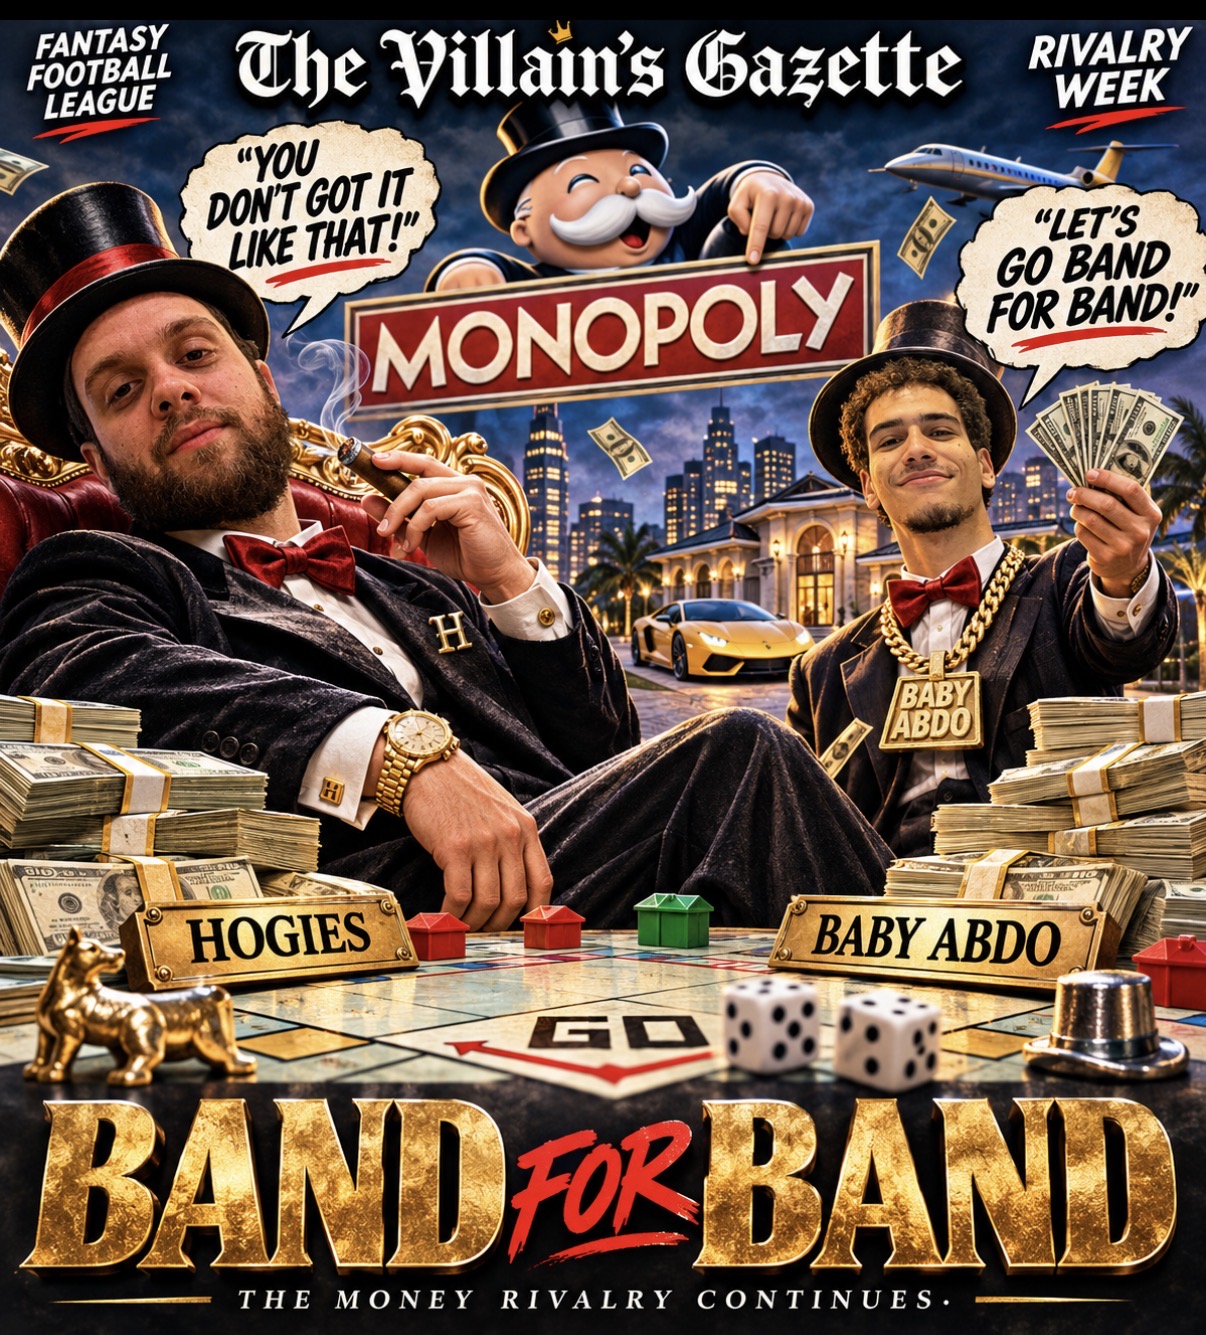 FANTASY
FOOTBALL
LEAGUE
The Villain's Gazette
RIVALRY
WEEK
"YOU
DON'T GOT IT
LIKE THAT!"
"LET'S
GO BAND
FOR BAND!"
MONOPOLY
H
BABY
ABDO
H
HOGIES
BABY ABDO
GO
BAND FOR BAND
THE MONEY RIVALRY CONTINUES.